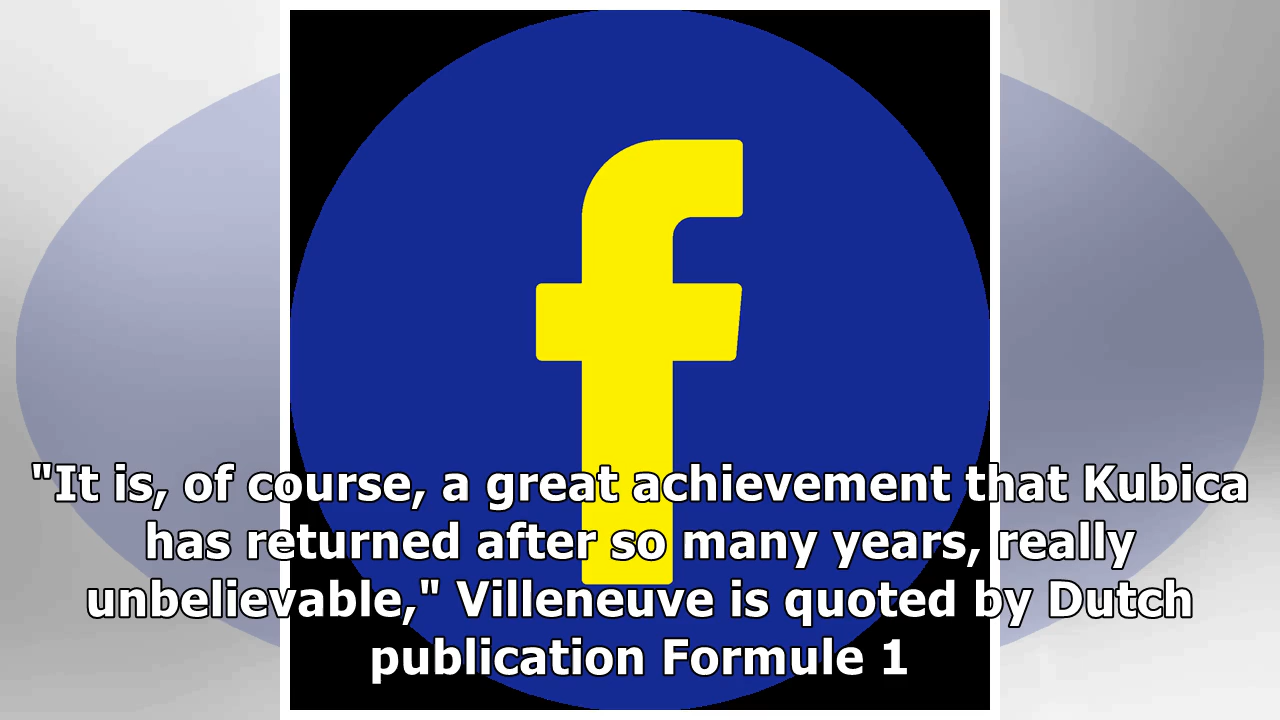 f
"It is, of course, a great achievement that Kubica
has returned after so many years, really
unbelievable," Villeneuve is quoted by Dutch
publication Formule 1